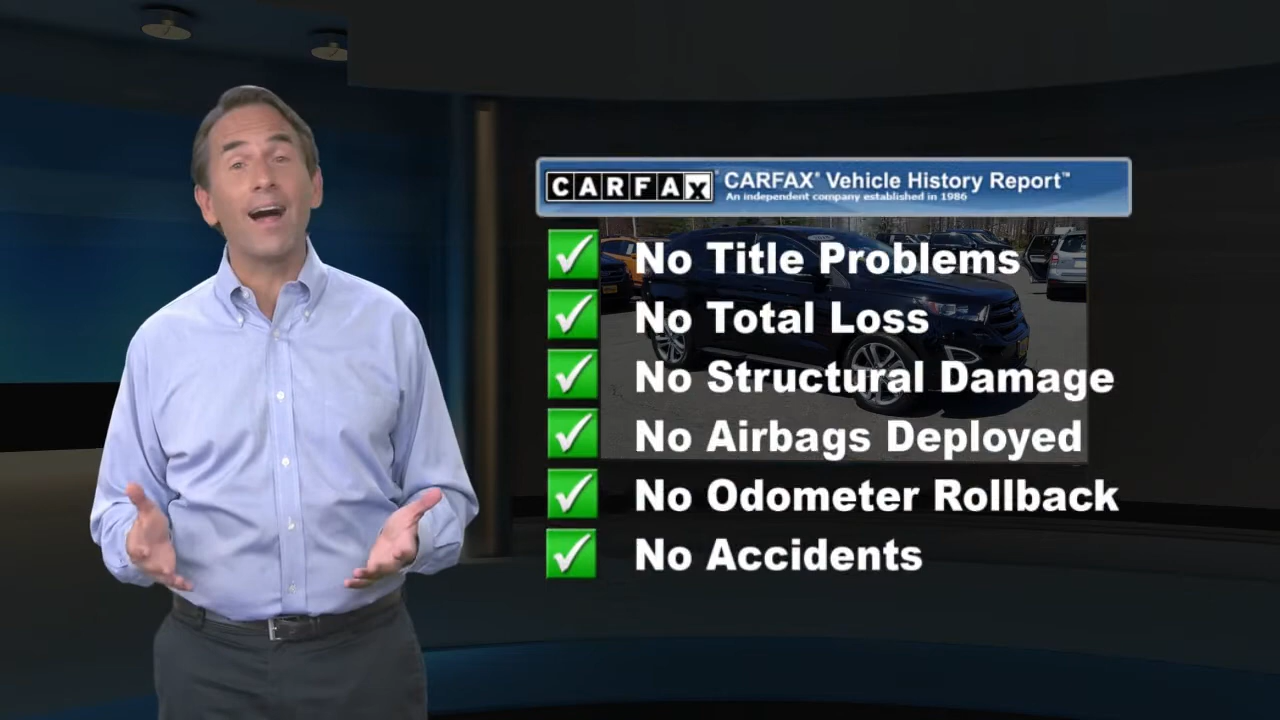 CARFAX CARFAX® Vehicle History Report™
An independent company established in 1986
No Title Problems
No Total Loss
No Structural Damage
No Airbags Deployed
No Odometer Rollback
No Accidents